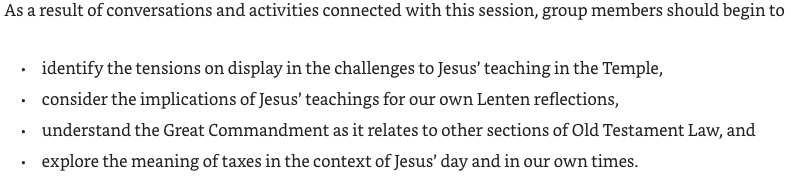 As a result of conversations and activities connected with this session, group members should begin to
• identify the tensions on display in the challenges to Jesus’ teaching in the Temple,
• consider the implications of Jesus’ teachings for our own Lenten reflections,
• understand the Great Commandment as it relates to other sections of Old Testament Law, and
• explore the meaning of taxes in the context of Jesus’ day and in our own times.